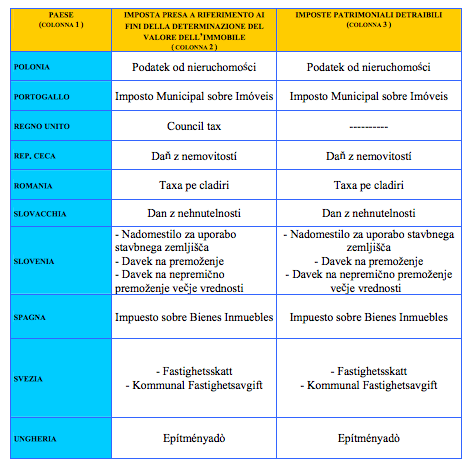 PAESE
(COLONNA 1 )
IMPOSTA PRESA A RIFERIMENTO AI
FINI DELLA DETERMINAZIONE DEL
VALORE DELL'IMMOBILE
( COLONNA 2 )
IMPOSTE PATRIMONIALI DETRAIBILI
(COLONNA 3 )
POLONIA
Podatek od nieruchomości
Podatek od nieruchomości
PORTOGALLO
Imposto Municipal sobre Imóveis
Imposto Municipal sobre Imóveis
REGNO UNITO
Council tax
----------
REP, CECA
Daň z nemovitostí
Daň z nemovitostí
ROMANIA
Taxa pe cladiri
Taxa pe cladiri
SLOVACCHIA
Dan z nehnutelnosti
Dan z nehnutelnosti
SLOVENIA
- Nadomestilo za uporabo
stavbnega zemljišča
- Davek na premoženje
- Davek na nepremično
premoženje večje vrednosti
- Nadomestilo za uporabo stavbnega
zemljišča
- Davek na premoženje
- Davek na nepremično premoženje
večje vrednosti
SPAGNA
Impuesto sobre Bienes Inmuebles
Impuesto sobre Bienes Inmuebles
SVEZIA
- Fastighetsskatt
- Kommunal Fastighetsavgift
- Fastighetsskatt
- Kommunal Fastighetsavgift
UNGHERIA
Epítményadò
Epítményadò